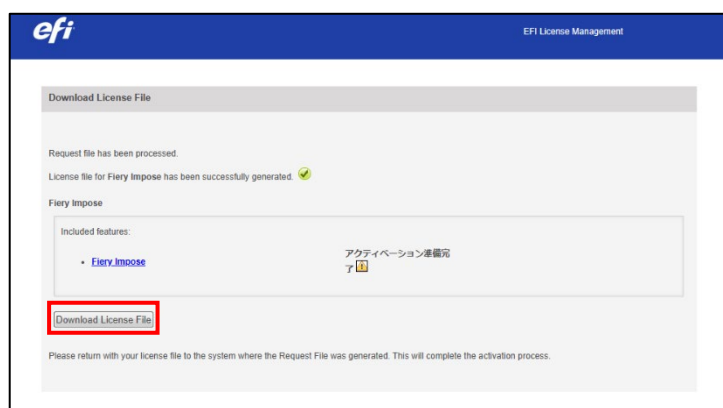 efi
EFI License Management
Download License File
Request file has been processed.
License file for Fiery Impose has been successfully generated.
Fiery Impose
Included features:
Fiery Impose
アクティベーション準備完
了
Download License File
Please return with your license file to the system where the Request File was generated. This will complete the activation process.